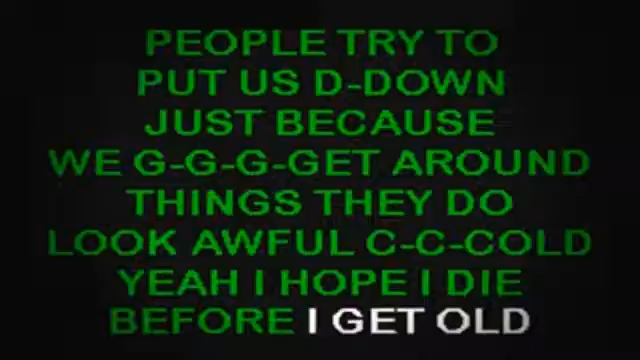 PEOPLE TRY TO
PUT US D-DOWN
JUST BECAUSE
WE G-G-G-GET AROUND
THINGS THEY DO
LOOK AWFUL C-C-COLD
YEAH I HOPE I DIE
BEFORE I GET OLD